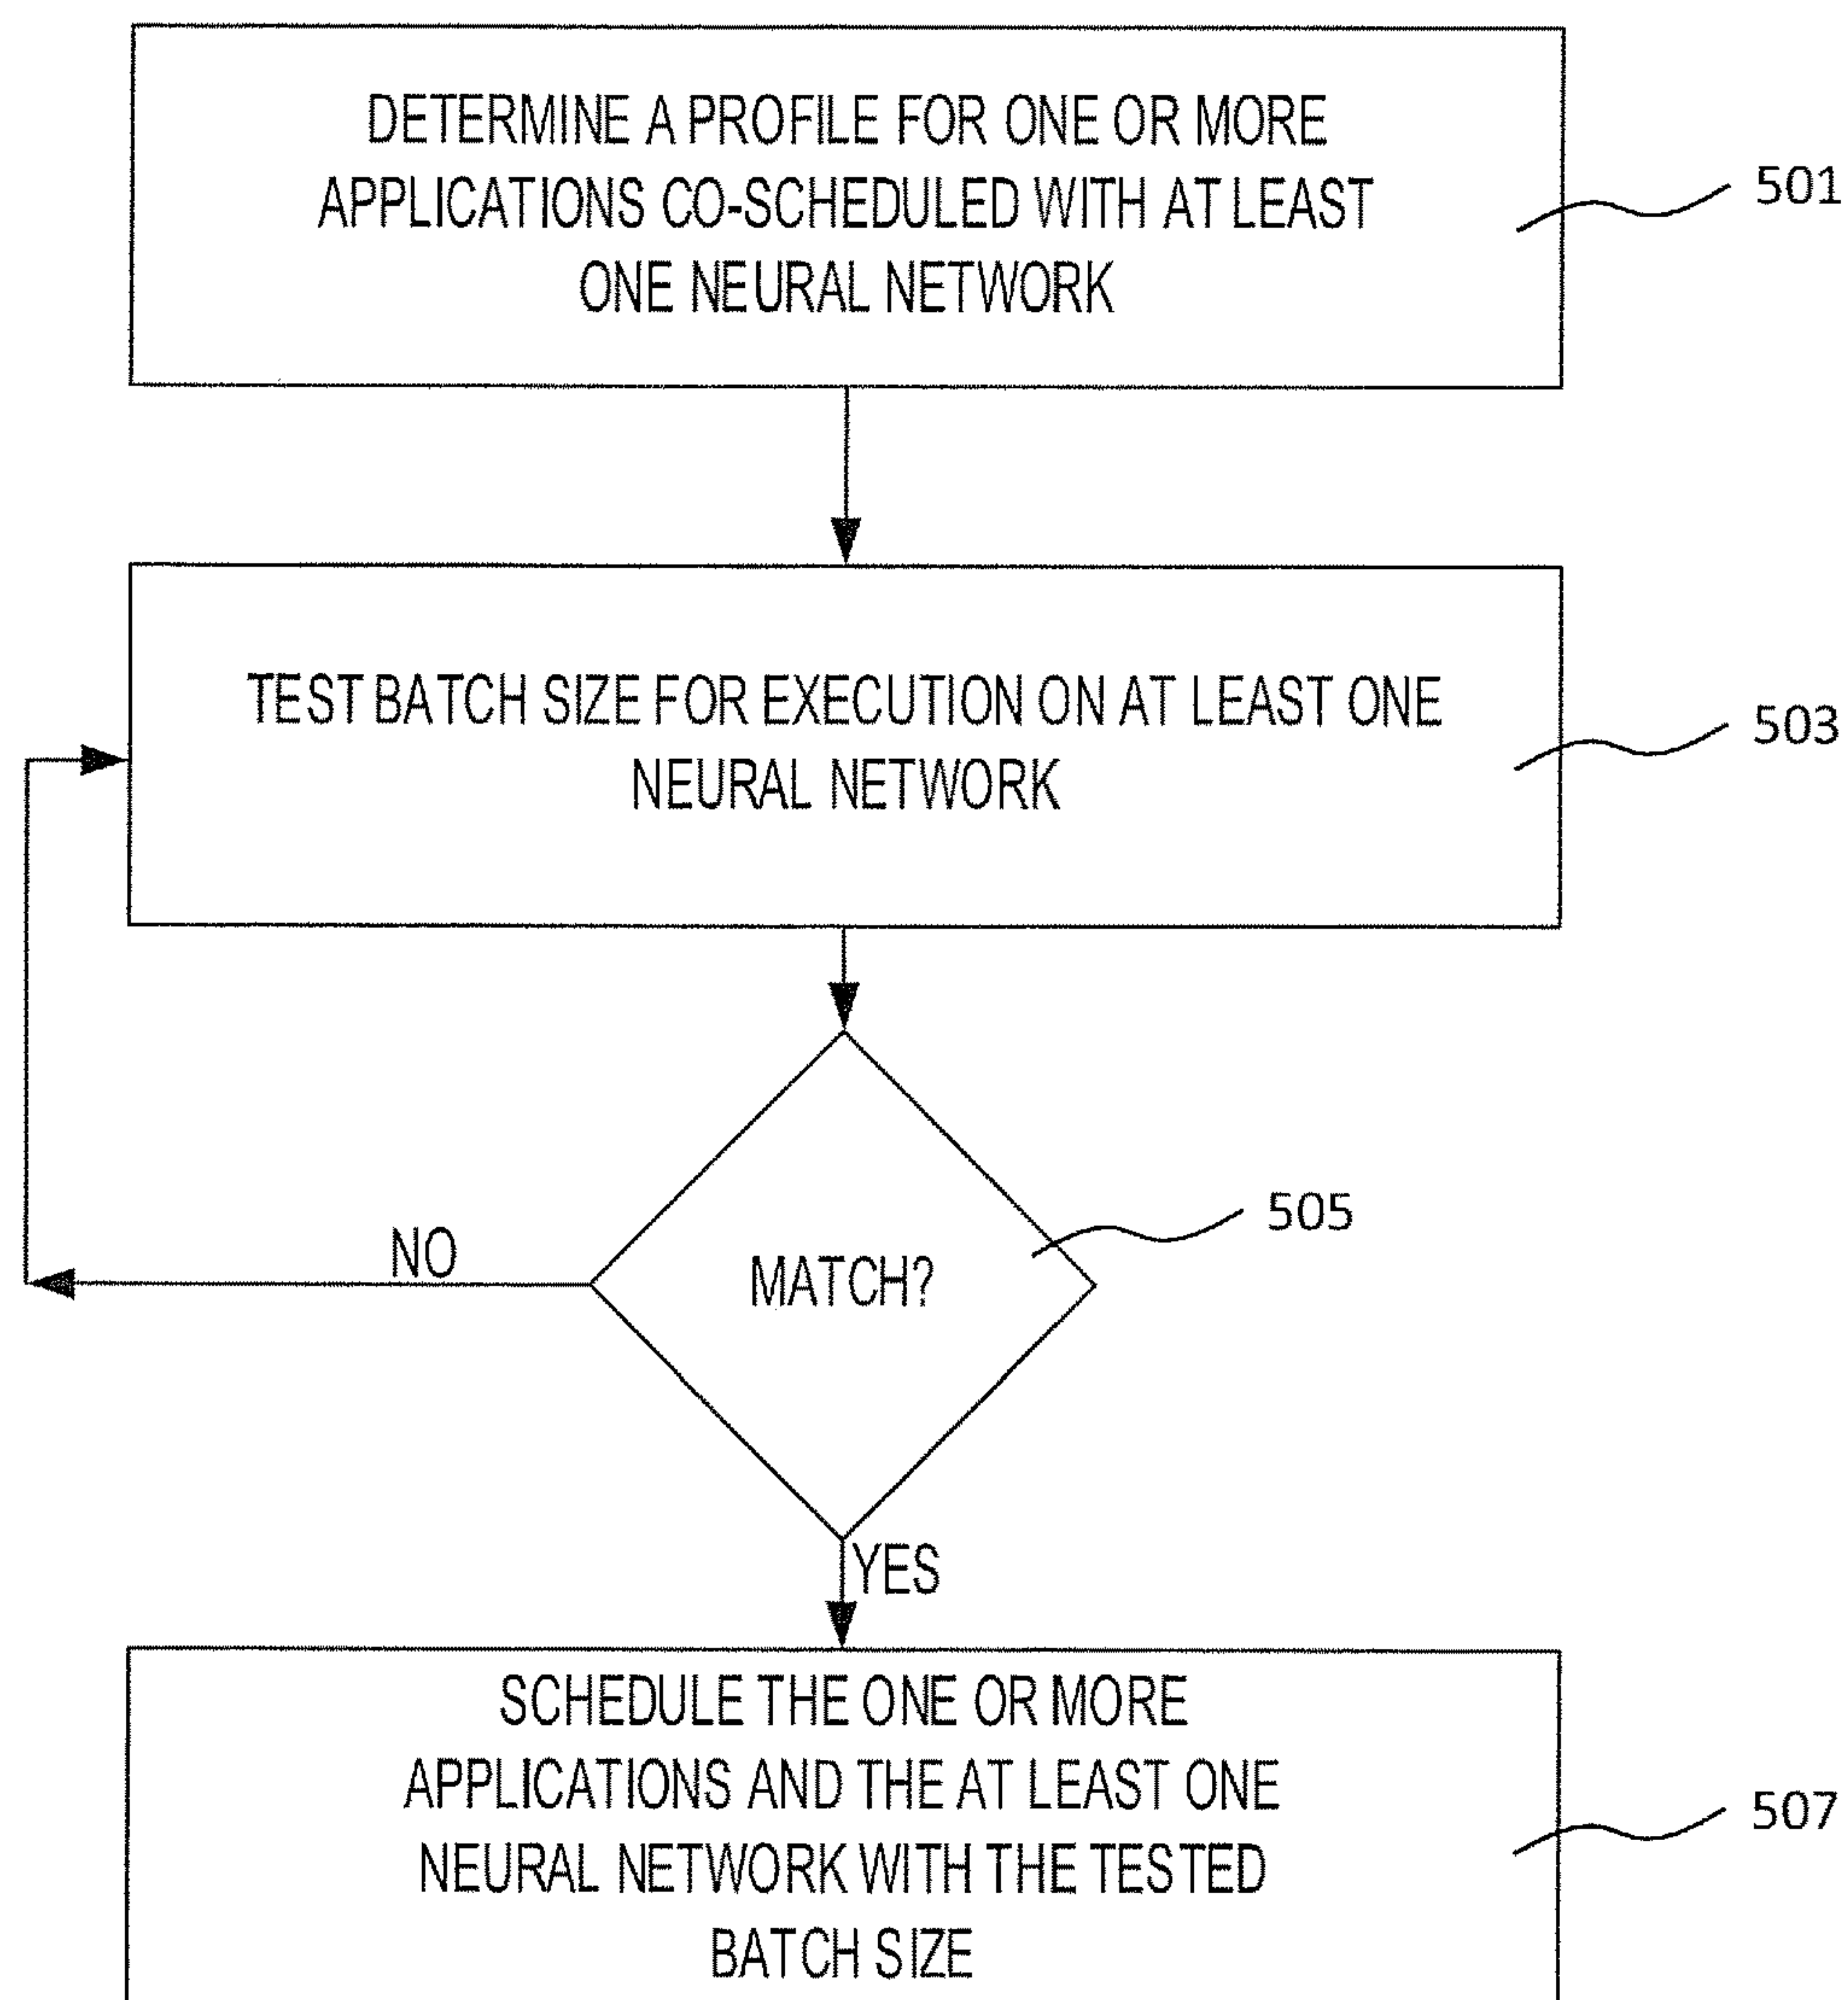 DETERMINE A PROFILE FOR ONE OR MORE
APPLICATIONS CO-SCHEDULED WITH AT LEAST
ONE NEURAL NETWORK
501
TEST BATCH SIZE FOR EXECUTION ON AT LEAST ONE
NEURAL NETWORK
503
505
NO
MATCH?
YES
SCHEDULE THE ONE OR MORE
APPLICATIONS AND THE AT LEAST ONE
NEURAL NETWORK WITH THE TESTED
BATCH SIZE
507